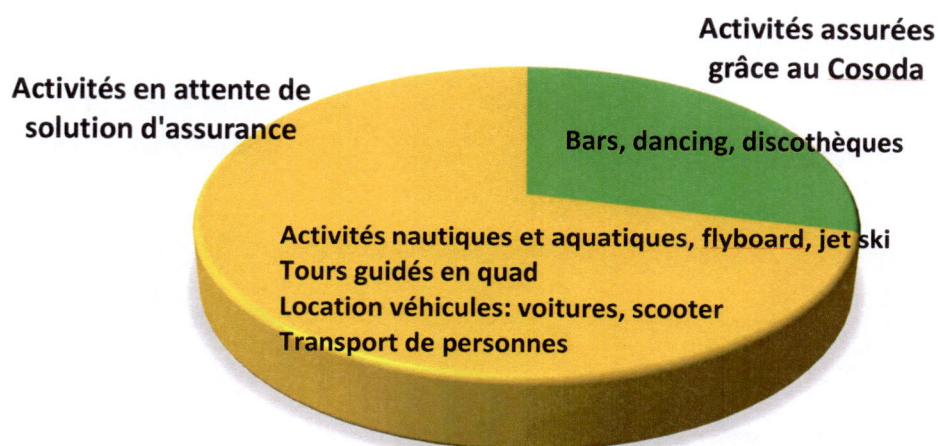 Activités assurées
grâce au Cosoda
Activités en attente de
solution d'assurance
Bars, dancing, discothèques
Activités nautiques et aquatiques, flyboard, jet ski
Tours guidés en quad
Location véhicules: voitures, scooter
Transport de personnes